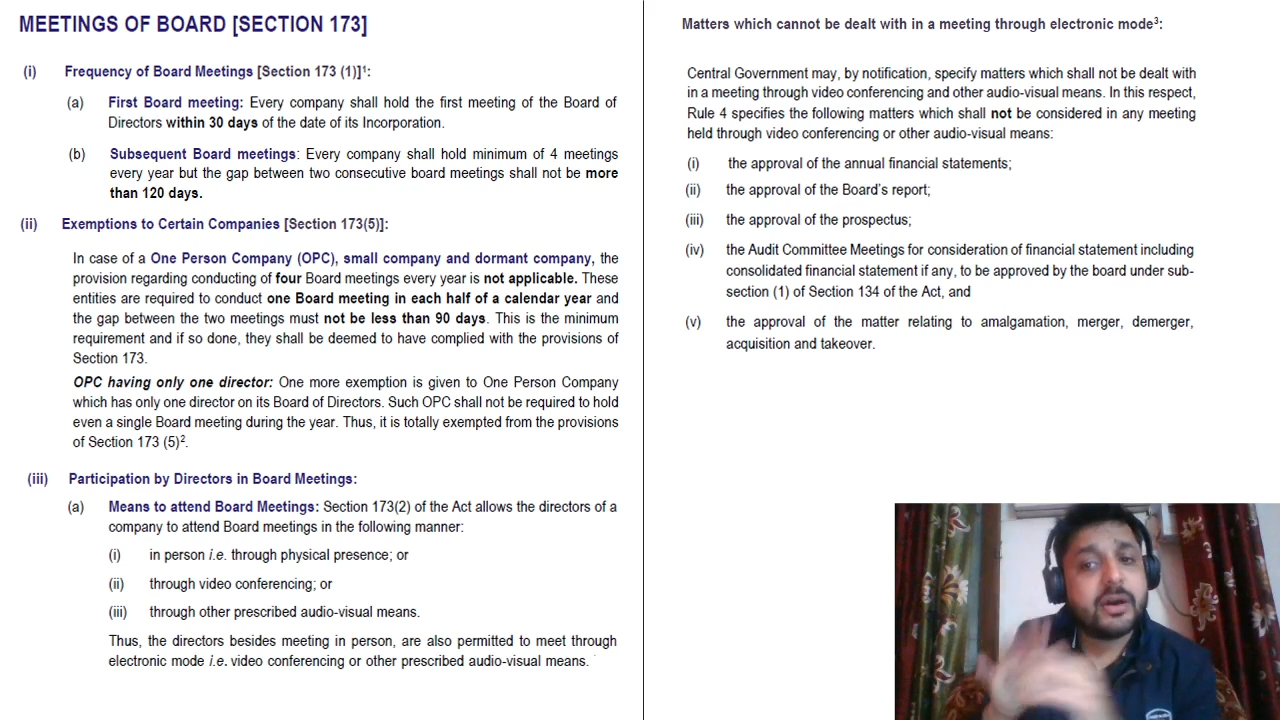 MEETINGS OF BOARD [SECTION 173]
(i) Frequency of Board Meetings [Section 173 (1)]¹:
(a) First Board meeting: Every company shall hold the first meeting of the Board of
Directors within 30 days of the date of its Incorporation.
(b) Subsequent Board meetings: Every company shall hold minimum of 4 meetings
every year but the gap between two consecutive board meetings shall not be more
than 120 days.
(ii) Exemptions to Certain Companies [Section 173(5)]:
In case of a One Person Company (OPC), small company and dormant company, the
provision regarding conducting of four Board meetings every year is not applicable. These
entities are required to conduct one Board meeting in each half of a calendar year and
the gap between the two meetings must not be less than 90 days. This is the minimum
requirement and if so done, they shall be deemed to have complied with the provisions of
Section 173.
OPC having only one director: One more exemption is given to One Person Company
which has only one director on its Board of Directors. Such OPC shall not be required to hold
even a single Board meeting during the year. Thus, it is totally exempted from the provisions
of Section 173 (5)².
(iii) Participation by Directors in Board Meetings:
(a) Means to attend Board Meetings: Section 173(2) of the Act allows the directors of a
company to attend Board meetings in the following manner:
(i) in person i.e. through physical presence; or
(ii) through video conferencing; or
(iii) through other prescribed audio-visual means.
Thus, the directors besides meeting in person, are also permitted to meet through
electronic mode i.e. video conferencing or other prescribed audio-visual means.
Matters which cannot be dealt with in a meeting through electronic mode³:
Central Government may, by notification, specify matters which shall not be dealt with
in a meeting through video conferencing and other audio-visual means. In this respect,
Rule 4 specifies the following matters which shall not be considered in any meeting
held through video conferencing or other audio-visual means:
(i) the approval of the annual financial statements;
(ii) the approval of the Board's report;
(iii) the approval of the prospectus;
(iv) the Audit Committee Meetings for consideration of financial statement including
consolidated financial statement if any, to be approved by the board under sub-
section (1) of Section 134 of the Act, and
(v) the approval of the matter relating to amalgamation, merger, demerger,
acquisition and takeover.